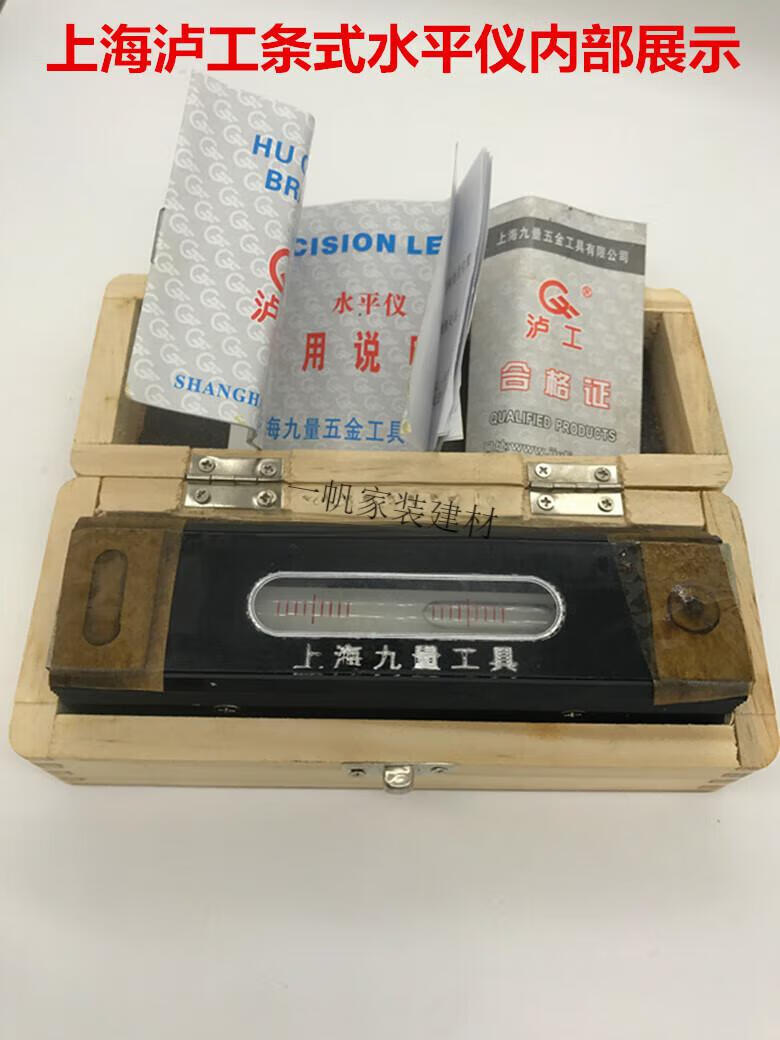 上海泸工条式水平仪内部展示
HU
BR
CISION LE
水平仪
用说
泸
SHANGH
海九量五金工具
上海九量五金工具有限公司
®
泸工
合格证
QUALIFIED PRODUCTS
一帆家装建材
上海九量工具